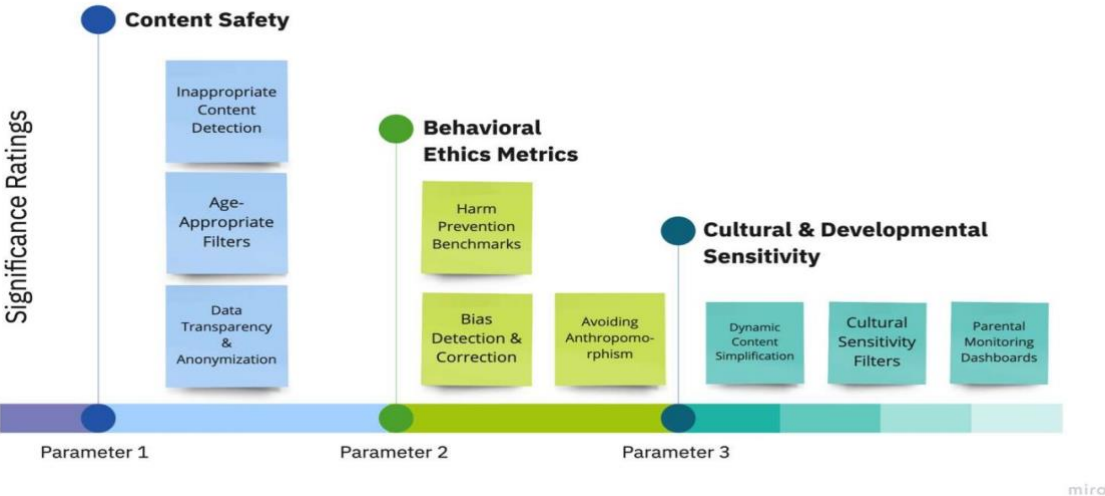 Content Safety
Inappropriate
Content
Detection
Age-
Appropriate
Filters
Data
Transparency
&
Anonymization
Behavioral
Ethics Metrics
Harm
Prevention
Benchmarks
Bias
Detection &
Correction
Avoiding
Anthropomo-
rphism
Cultural & Developmental
Sensitivity
Dynamic
Content
Simplification
Cultural
Sensitivity
Filters
Parental
Monitoring
Dashboards
Significance Ratings
Parameter 1
Parameter 2
Parameter 3
miro